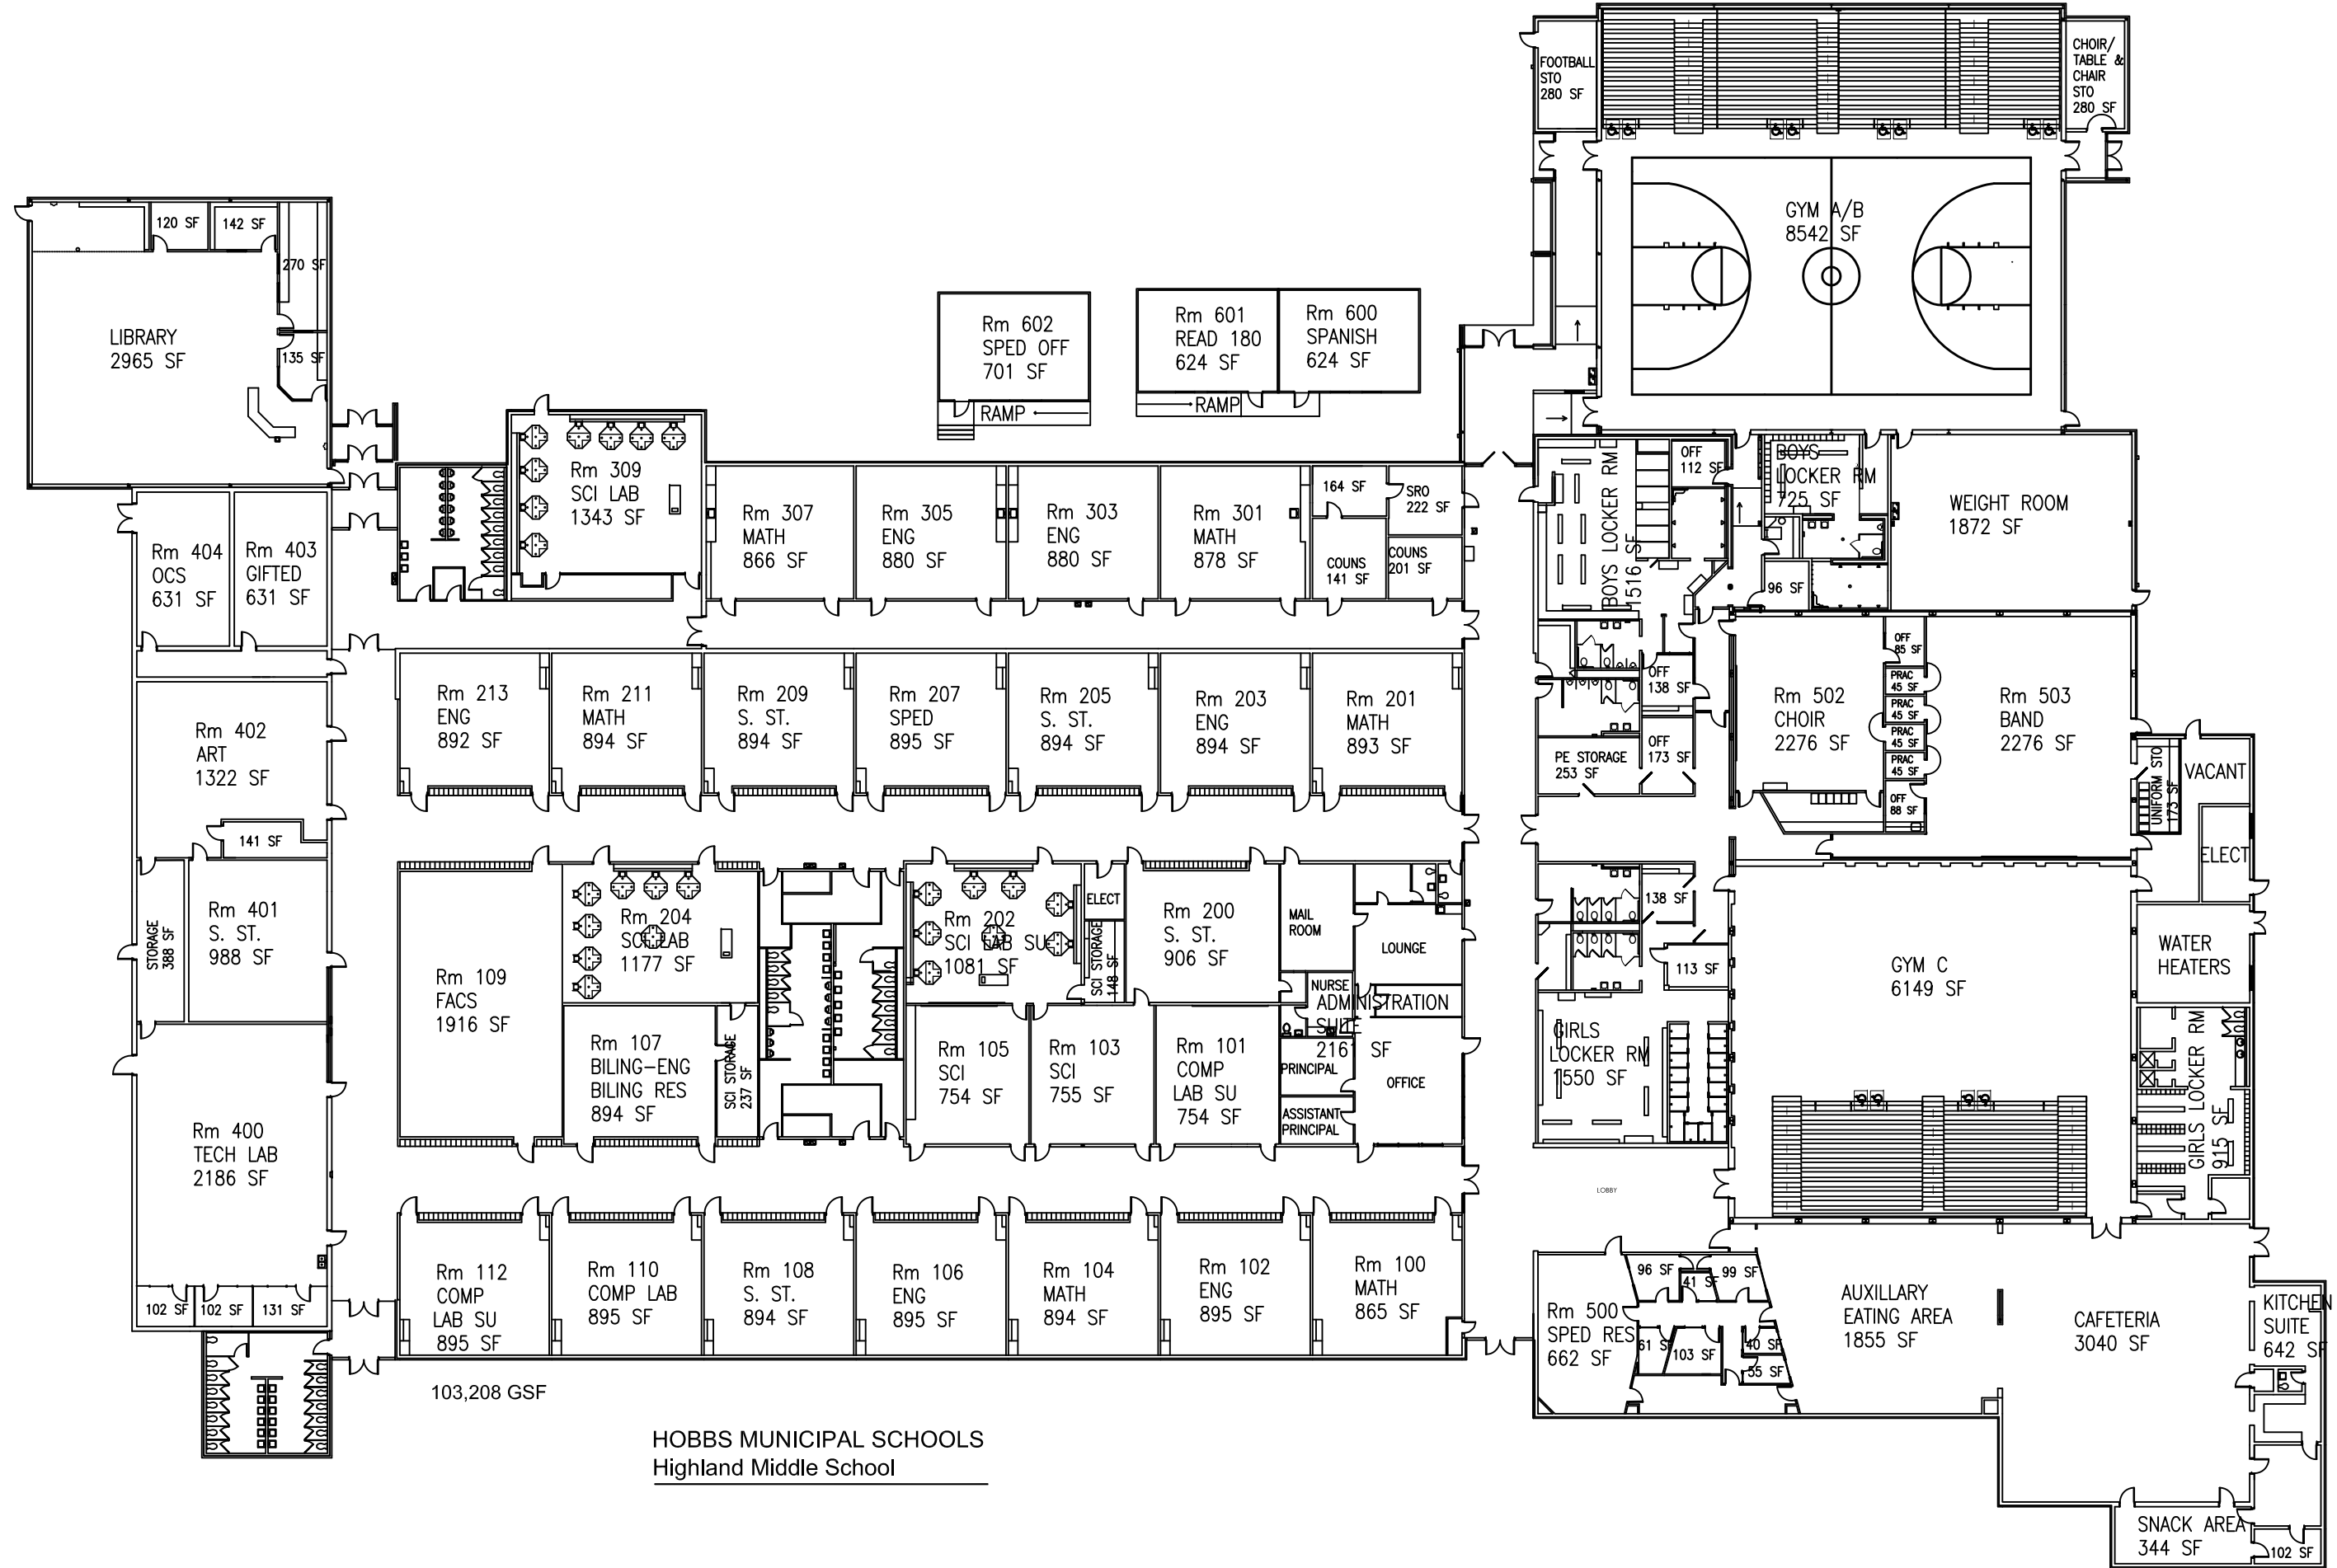 FOOTBALL
STO
280 SF
CHOIR/
TABLE &
CHAIR
STO
280 SF
GYM A/B
8542 SF
120 SF
142 SF
270 SF
LIBRARY
2965 SF
135 SF
Rm 602
SPED OFF
701 SF
RAMP
Rm 601
READ 180
624 SF
RAMP
Rm 600
SPANISH
624 SF
Rm 404
OCS
631 SF
Rm 403
GIFTED
631 SF
Rm 309
SCI LAB
1343 SF
Rm 307
MATH
866 SF
Rm 305
ENG
880 SF
Rm 303
ENG
880 SF
Rm 301
MATH
878 SF
164 SF
SRO
222 SF
COUNS
141 SF
COUNS
201 SF
BOYS LOCKER RM
1516 SF
OFF
112 SF
BOYS
LOCKER RM
725 SF
96 SF
WEIGHT ROOM
1872 SF
Rm 402
ART
1322 SF
141 SF
Rm 213
ENG
892 SF
Rm 211
MATH
894 SF
Rm 209
S. ST.
894 SF
Rm 207
SPED
895 SF
Rm 205
S. ST.
894 SF
Rm 203
ENG
894 SF
Rm 201
MATH
893 SF
OFF
138 SF
PE STORAGE
253 SF
OFF
173 SF
Rm 502
CHOIR
2276 SF
OFF
85 SF
PRAC
45 SF
PRAC
45 SF
PRAC
45 SF
PRAC
45 SF
OFF
88 SF
Rm 503
BAND
2276 SF
UNIFORM STO
173 SF
VACANT
ELECT
STORAGE
388 SF
Rm 401
S. ST.
988 SF
Rm 109
FACS
1916 SF
Rm 204
SCI LAB
1177 SF
Rm 107
BILING-ENG
BILING RES
894 SF
SCI STORAGE
237 SF
Rm 202
SCI LAB SU
1081 SF
ELECT
SCI STORAGE
148 SF
Rm 200
S. ST.
906 SF
MAIL
ROOM
LOUNGE
NURSE
ADMINISTRATION
SUITE
2161 SF
PRINCIPAL
OFFICE
ASSISTANT
PRINCIPAL
Rm 105
SCI
754 SF
Rm 103
SCI
755 SF
Rm 101
COMP
LAB SU
754 SF
138 SF
113 SF
GIRLS
LOCKER RM
1550 SF
GYM C
6149 SF
WATER
HEATERS
GIRLS LOCKER RM
915 SF
Rm 400
TECH LAB
2186 SF
102 SF
102 SF
131 SF
Rm 112
COMP
LAB SU
895 SF
Rm 110
COMP LAB
895 SF
Rm 108
S. ST.
894 SF
Rm 106
ENG
895 SF
Rm 104
MATH
894 SF
Rm 102
ENG
895 SF
Rm 100
MATH
865 SF
LOBBY
Rm 500
SPED RES
662 SF
96 SF
41 SF
99 SF
61 SF
103 SF
40 SF
55 SF
AUXILLARY
EATING AREA
1855 SF
CAFETERIA
3040 SF
KITCHEN
SUITE
642 SF
SNACK AREA
344 SF
102 SF
103,208 GSF
HOBBS MUNICIPAL SCHOOLS
Highland Middle School